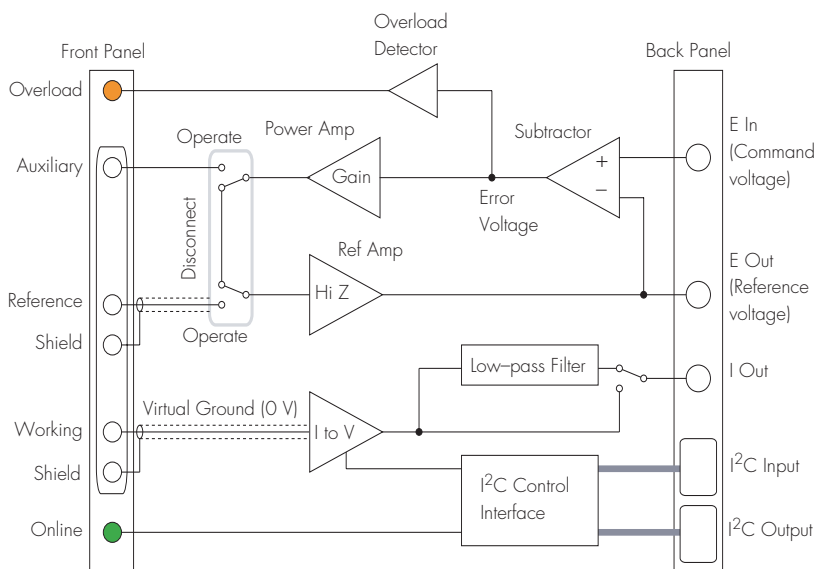 Overload
Detector
Front Panel
Back Panel
Overload
Operate
Power Amp
Subtractor
E In
(Command
voltage)
Auxiliary
Gain
+
–
Error
Voltage
Disconnect
Ref Amp
E Out
(Reference
voltage)
Reference
Hi Z
Shield
Operate
Low–pass Filter
I Out
Virtual Ground (0 V)
Working
I to V
Shield
I²C Control
Interface
I²C Input
Online
I²C Output